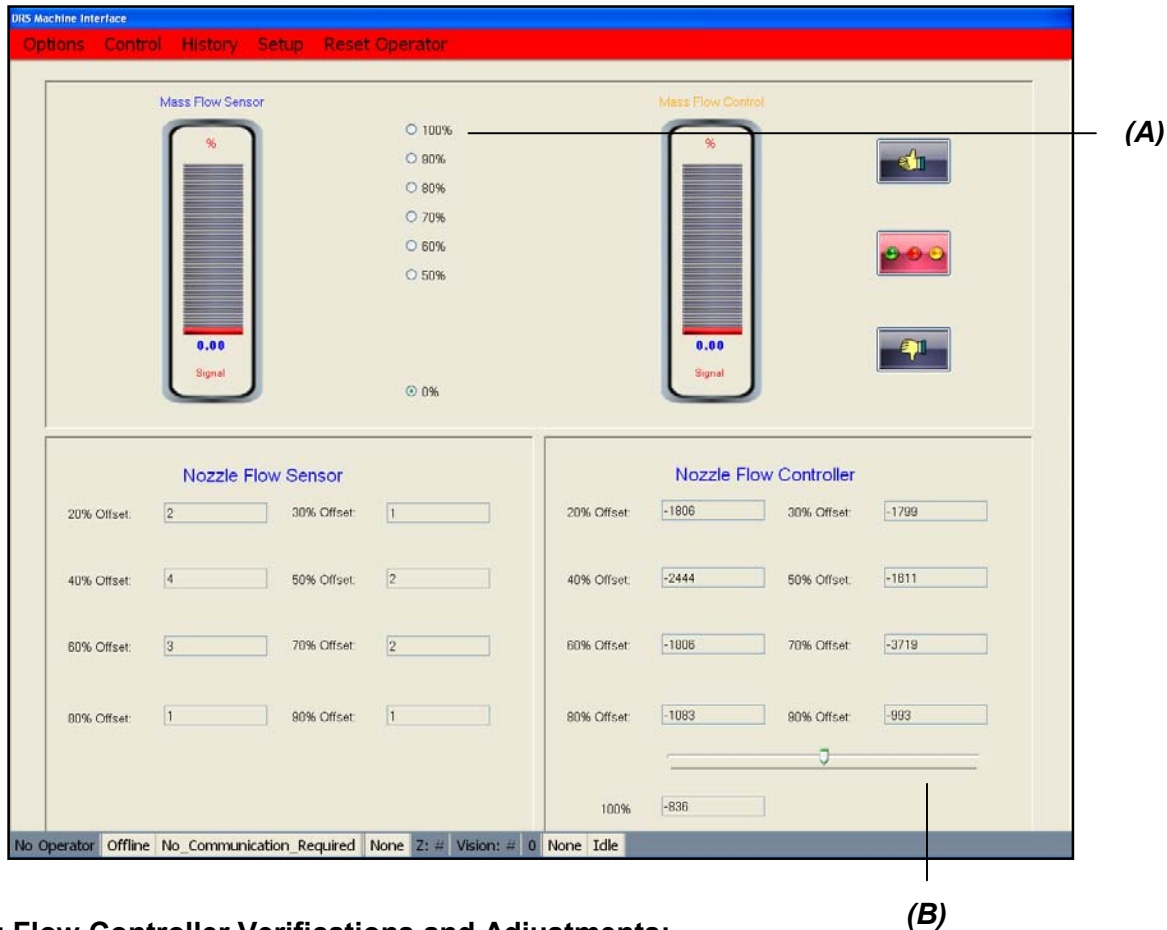 DRS Machine Interface
Options Control History Setup Reset Operator
Mass Flow Sensor
Mass Flow Control
%
0.00
Signal
100%
90%
80%
70%
60%
50%
0%
%
0.00
Signal
(A)
Nozzle Flow Sensor
20% Offset: 2 30% Offset: 1
40% Offset: 4 50% Offset: 2
60% Offset: 3 70% Offset: 2
80% Offset: 1 90% Offset: 1
Nozzle Flow Controller
20% Offset: -1806 30% Offset: -1799
40% Offset: -2444 50% Offset: -1611
60% Offset: -1806 70% Offset: -3719
80% Offset: -1083 90% Offset: -993
100% -836
No Operator Offline No_Communication_Required None Z: # Vision: # 0 None Idle
(B)
Flow Controller Verifications and Adjustments: